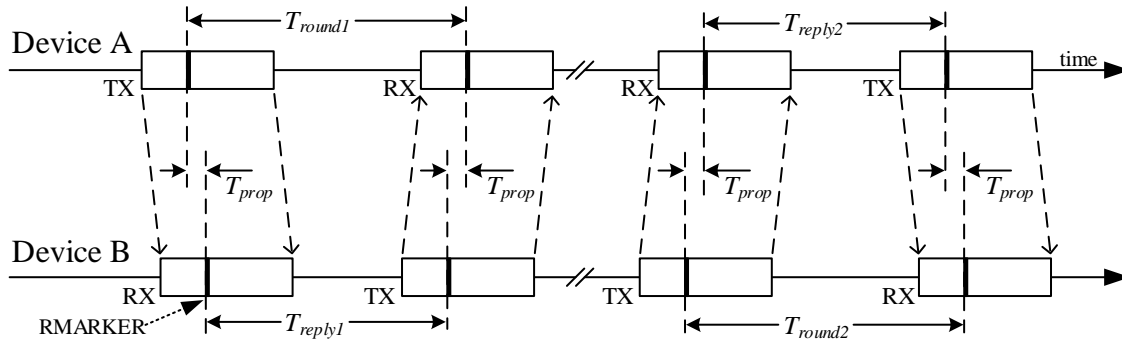 Tround1
Treply2
Device A
time
TX
RX
RX
TX
Tprop
Tprop
Tprop
Tprop
Device B
RX
TX
TX
RX
RMARKER
Treply1
Tround2